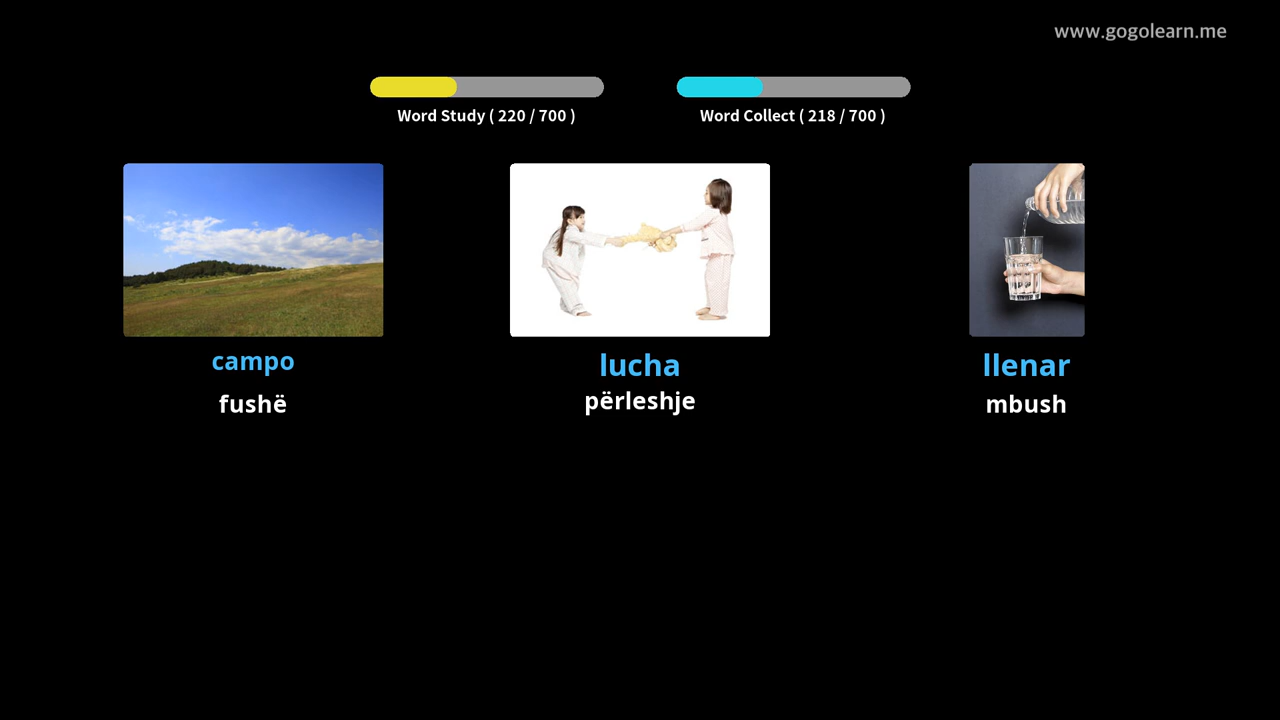 www.gogolearn.me
Word Study ( 220 / 700 )
Word Collect ( 218 / 700 )
campo
fushë
lucha
përleshje
llenar
mbush